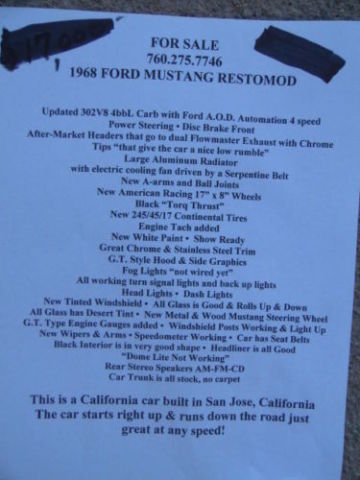 FOR SALE
760.275.7746
1968 FORD MUSTANG RESTOMOD
Updated 302V8 4bbL Carb with Ford A.O.D. Automation 4 speed
Power Steering • Disc Brake Front
After-Market Headers that go to dual Flowmaster Exhaust with Chrome
Tips "that give the car a nice low rumble"
Large Aluminum Radiator
with electric cooling fan driven by a Serpentine Belt
New A-arms and Ball Joints
New American Racing 17" x 8" Wheels
Black "Torq Thrust"
New 245/45/17 Continental Tires
Engine Tach added
New White Paint • Show Ready
Great Chrome & Stainless Steel Trim
G.T. Style Hood & Side Graphics
Fog Lights "not wired yet"
All working turn signal lights and back up lights
Head Lights • Dash Lights
New Tinted Windshield • All Glass is Good & Rolls Up & Down
All Glass has Desert Tint • New Metal & Wood Mustang Steering Wheel
G.T. Type Engine Gauges added • Windshield Posts Working & Light Up
New Wipers & Arms • Speedometer Working • Car has Seat Belts
Black Interior is in very good shape • Headliner is all Good
"Dome Lite Not Working"
Rear Stereo Speakers AM-FM-CD
Car Trunk is all stock, no carpet
This is a California car built in San Jose, California
The car starts right up & runs down the road just
great at any speed!